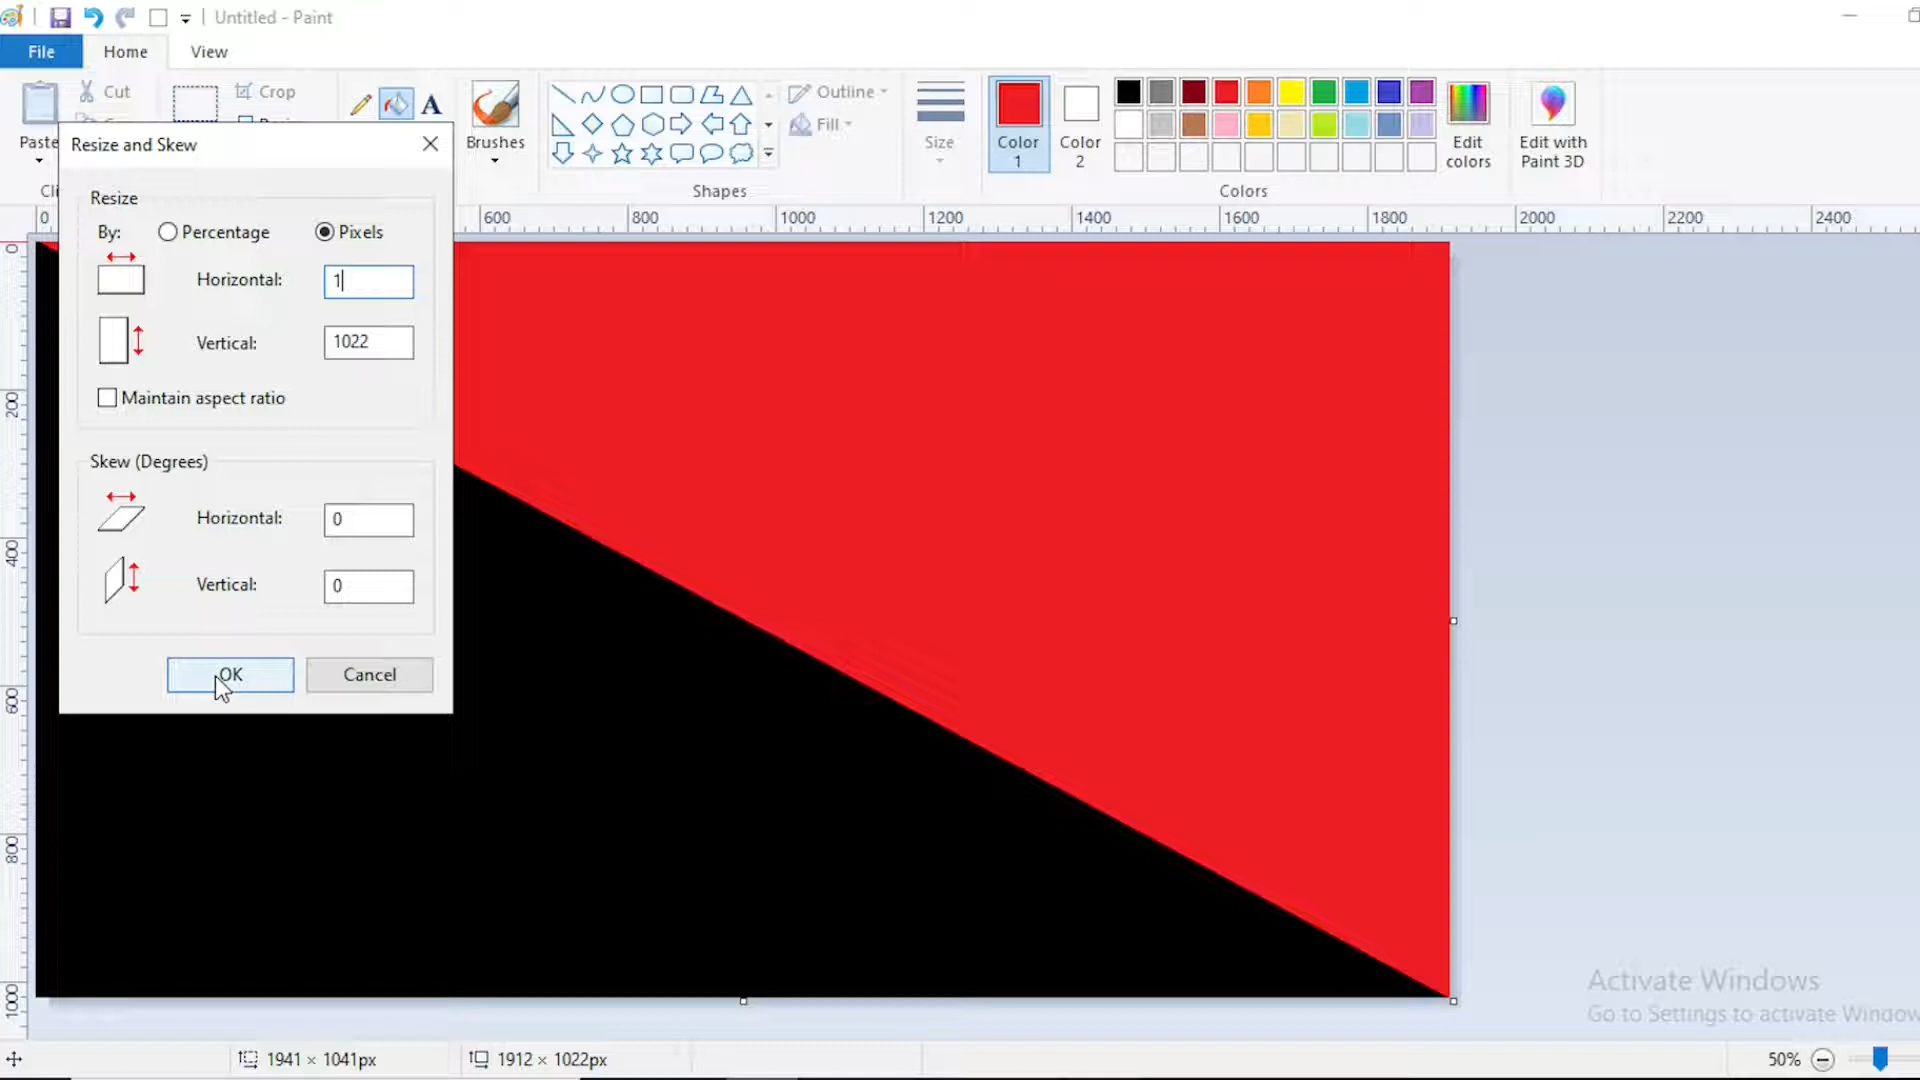 Untitled - Paint
File
Home
View
Cut
Crop
Paste
Brushes
Outline
Fill
Shapes
Size
Color 1
Color 2
Colors
Edit colors
Edit with Paint 3D
Resize and Skew
Resize
By:
Percentage
Pixels
Horizontal:
1
Vertical:
1022
Maintain aspect ratio
Skew (Degrees)
Horizontal:
0
Vertical:
0
OK
Cancel
0
600
800
1000
1200
1400
1600
1800
2000
2200
2400
0
200
400
600
800
1000
Activate Windows
Go to Settings to activate Window
1941 × 1041px
1912 × 1022px
50%